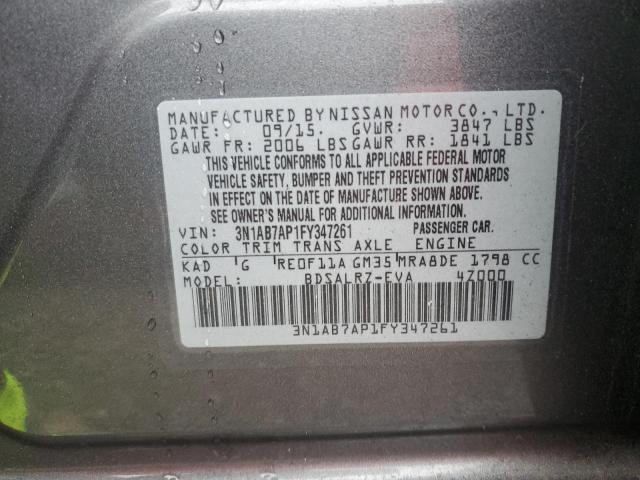 MANUFACTURED BY NISSAN MOTOR CO., LTD.
DATE: 09/15. GVWR: 3847 LBS
GAWR FR: 2006 LBS GAWR RR: 1841 LBS
THIS VEHICLE CONFORMS TO ALL APPLICABLE FEDERAL MOTOR
VEHICLE SAFETY, BUMPER AND THEFT PREVENTION STANDARDS
IN EFFECT ON THE DATE OF MANUFACTURE SHOWN ABOVE.
SEE OWNER'S MANUAL FOR ADDITIONAL INFORMATION.
VIN: 3N1AB7AP1FY347261 PASSENGER CAR.
COLOR TRIM TRANS AXLE ENGINE
KAD G RE0F11A GM35 MRA8DE 1798 CC
MODEL: BDSALRZ-EVA 4Z000
3N1AB7AP1FY347261